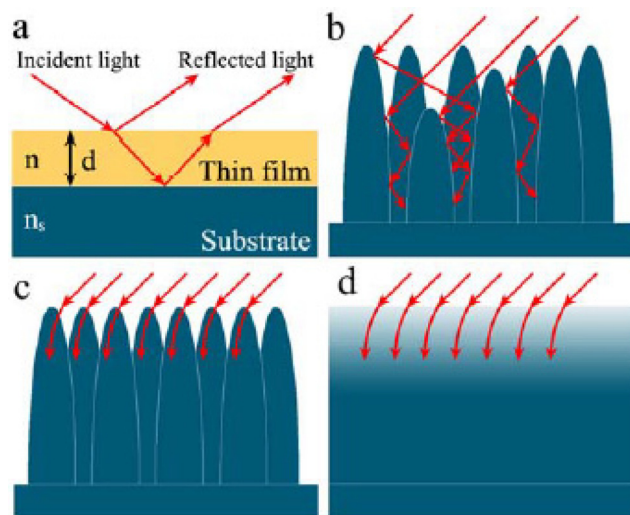 a
Incident light Reflected light
n d Thin film
nₛ Substrate
b
c
d